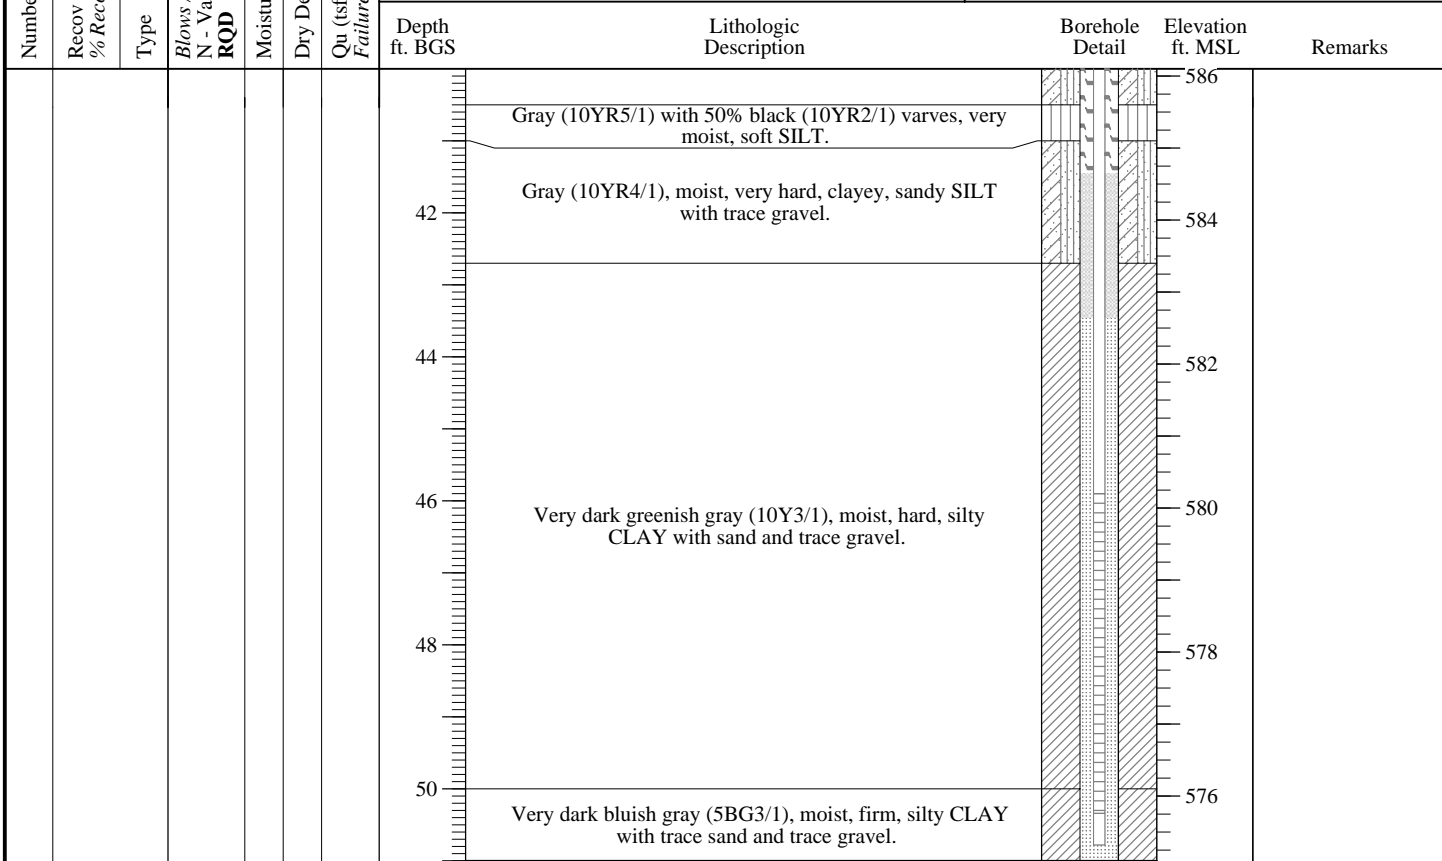 Recov
% Rece
Type
N - Va
RQD
Moistu
Dry De
Qu (tsf
Failure
Depth
ft. BGS
Lithologic
Description
Borehole
Detail
Elevation
ft. MSL
Remarks
586
Gray (10YR5/1) with 50% black (10YR2/1) varves, very
moist, soft SILT.
Gray (10YR4/1), moist, very hard, clayey, sandy SILT
with trace gravel.
42
584
44
582
46
580
Very dark greenish gray (10Y3/1), moist, hard, silty
CLAY with sand and trace gravel.
48
578
50
576
Very dark bluish gray (5BG3/1), moist, firm, silty CLAY
with trace sand and trace gravel.